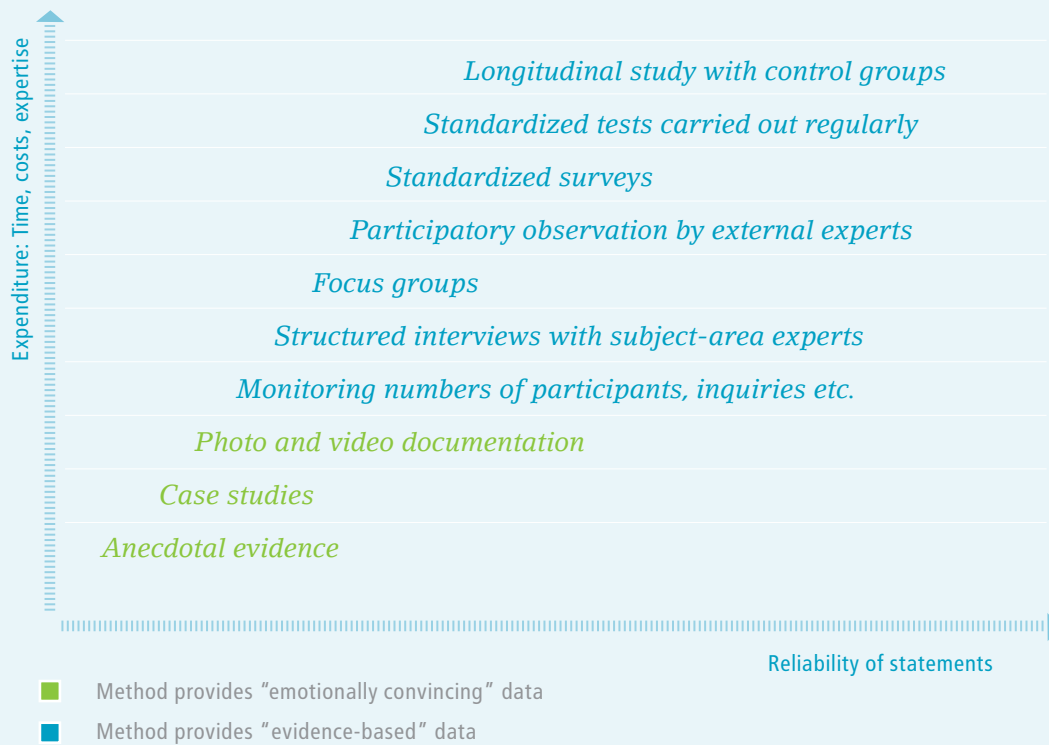 Expenditure: Time, costs, expertise
Longitudinal study with control groups
Standardized tests carried out regularly
Standardized surveys
Participatory observation by external experts
Focus groups
Structured interviews with subject-area experts
Monitoring numbers of participants, inquiries etc.
Photo and video documentation
Case studies
Anecdotal evidence
Reliability of statements
Method provides “emotionally convincing” data
Method provides “evidence-based” data